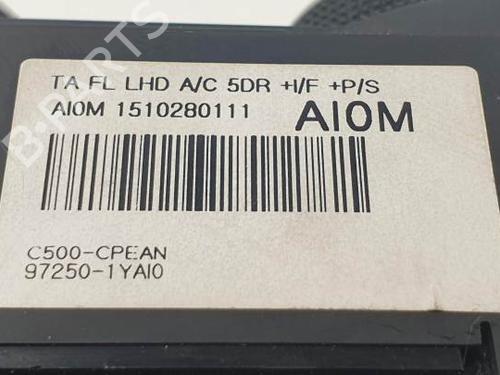 TA FL LHD A/C 5DR +I/F +P/S
AI0M 1510280111
AI0M
C500-CPEAN
97250-1YAI0
B-PARTS